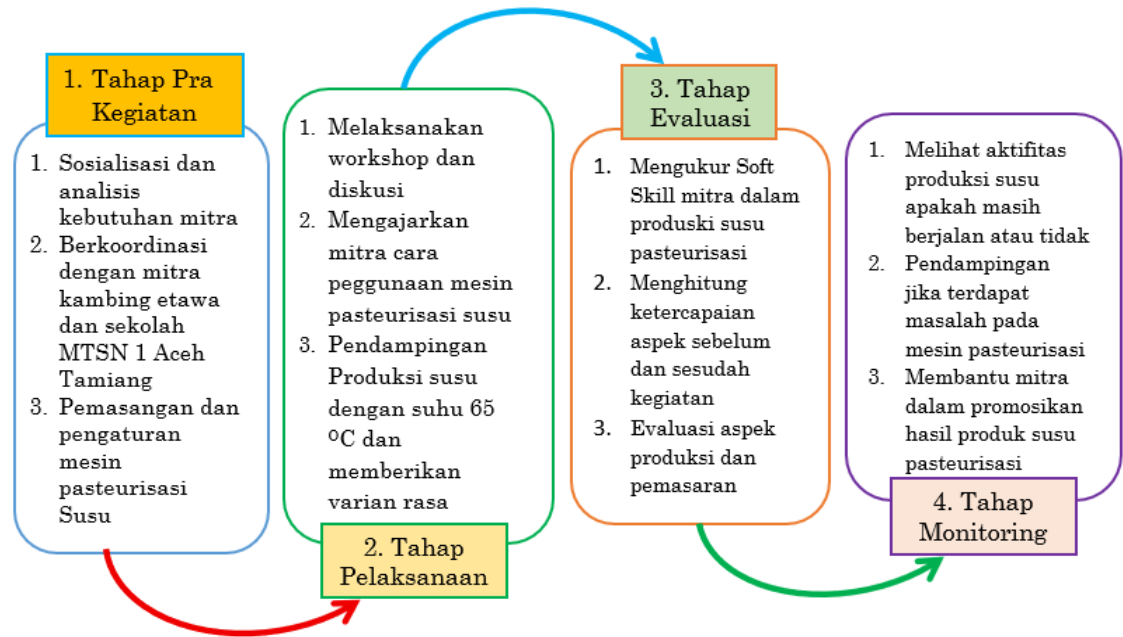 1. Tahap Pra
Kegiatan
1. Sosialisasi dan
analisis
kebutuhan mitra
2. Berkoordinasi
dengan mitra
kambing etawa
dan sekolah
MTSN 1 Aceh
Tamiang
3. Pemasangan dan
pengaturan
mesin
pasteurisasi
Susu
1. Melaksanakan
workshop dan
diskusi
2. Mengajarkan
mitra cara
peggunaan mesin
pasteurisasi susu
3. Pendampingan
Produksi susu
dengan suhu 65
⁰C dan
memberikan
varian rasa
2. Tahap
Pelaksanaan
3. Tahap
Evaluasi
1. Mengukur Soft
Skill mitra dalam
produski susu
pasteurisasi
2. Menghitung
ketercapaian
aspek sebelum
dan sesudah
kegiatan
3. Evaluasi aspek
produksi dan
pemasaran
1. Melihat aktifitas
produksi susu
apakah masih
berjalan atau tidak
2. Pendampingan
jika terdapat
masalah pada
mesin pasteurisasi
3. Membantu mitra
dalam promosikan
hasil produk susu
pasteurisasi
4. Tahap
Monitoring